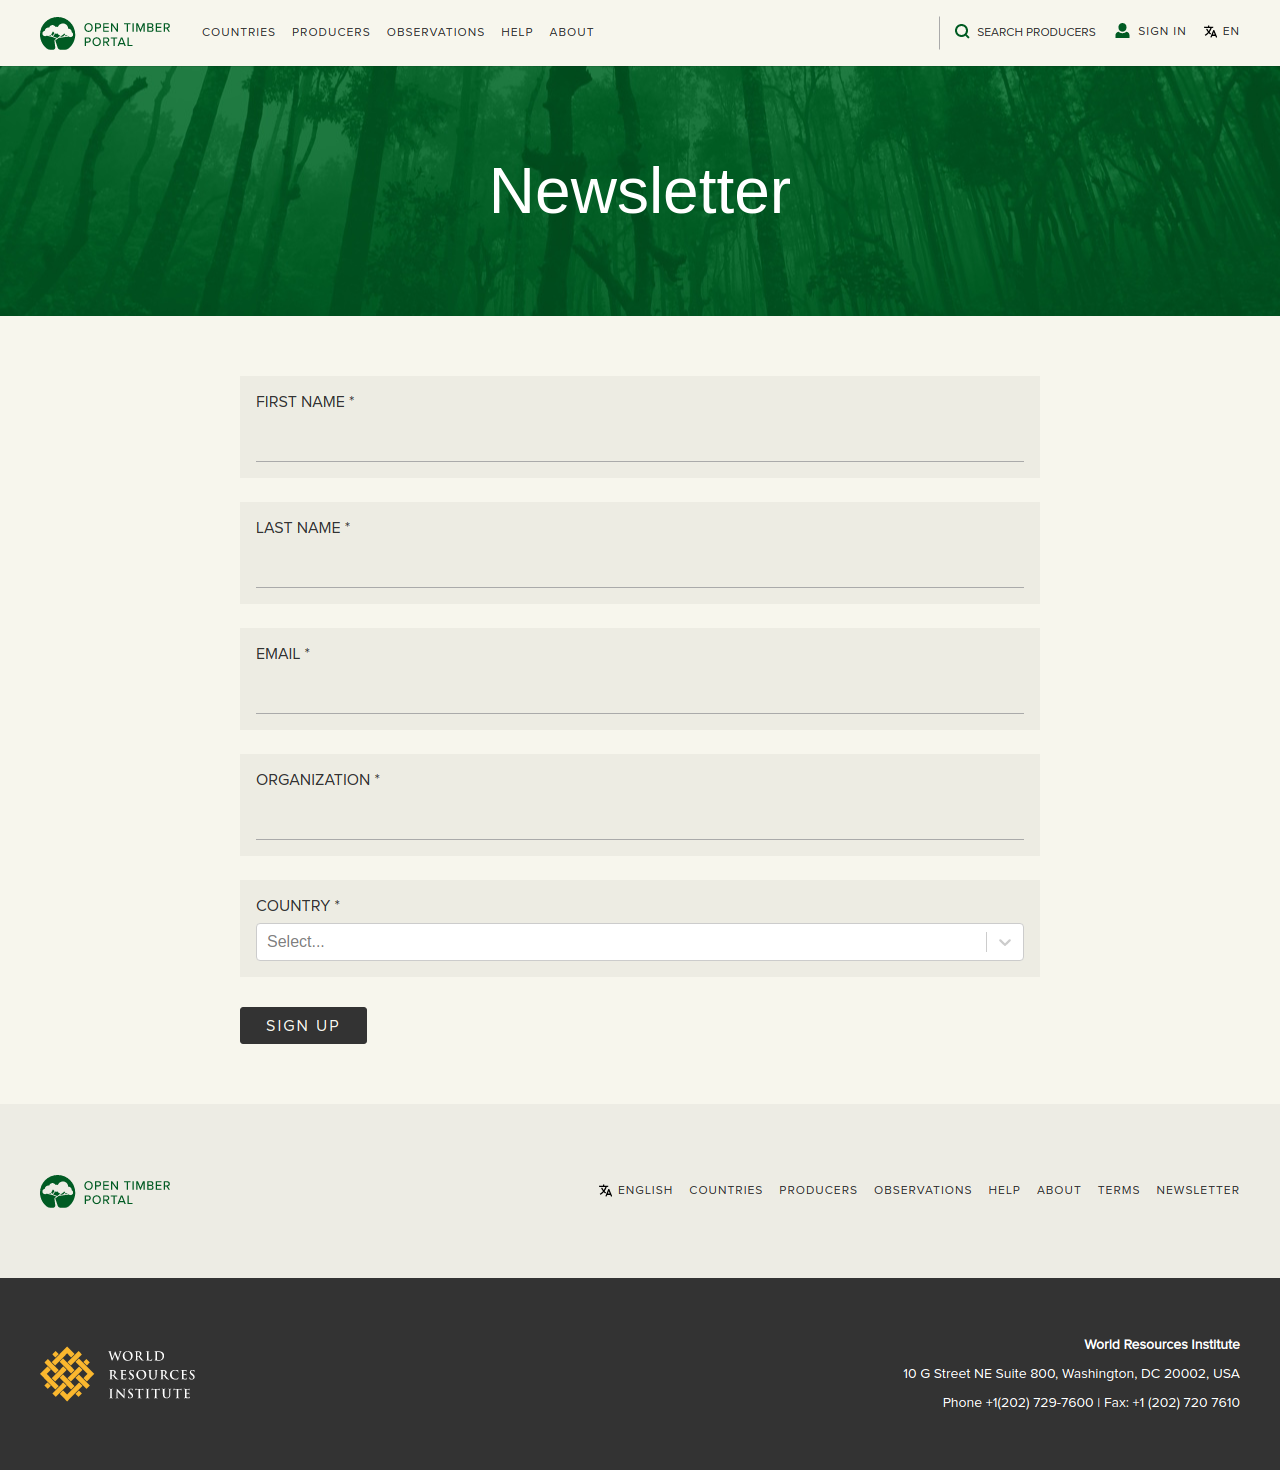 OPEN TIMBER
PORTAL
COUNTRIES PRODUCERS OBSERVATIONS HELP ABOUT
SEARCH PRODUCERS SIGN IN EN
Newsletter
FIRST NAME *
LAST NAME *
EMAIL *
ORGANIZATION *
COUNTRY *
Select...
SIGN UP
OPEN TIMBER
PORTAL
ENGLISH COUNTRIES PRODUCERS OBSERVATIONS HELP ABOUT TERMS NEWSLETTER
WORLD
RESOURCES
INSTITUTE
World Resources Institute
10 G Street NE Suite 800, Washington, DC 20002, USA
Phone +1(202) 729-7600 | Fax: +1 (202) 720 7610